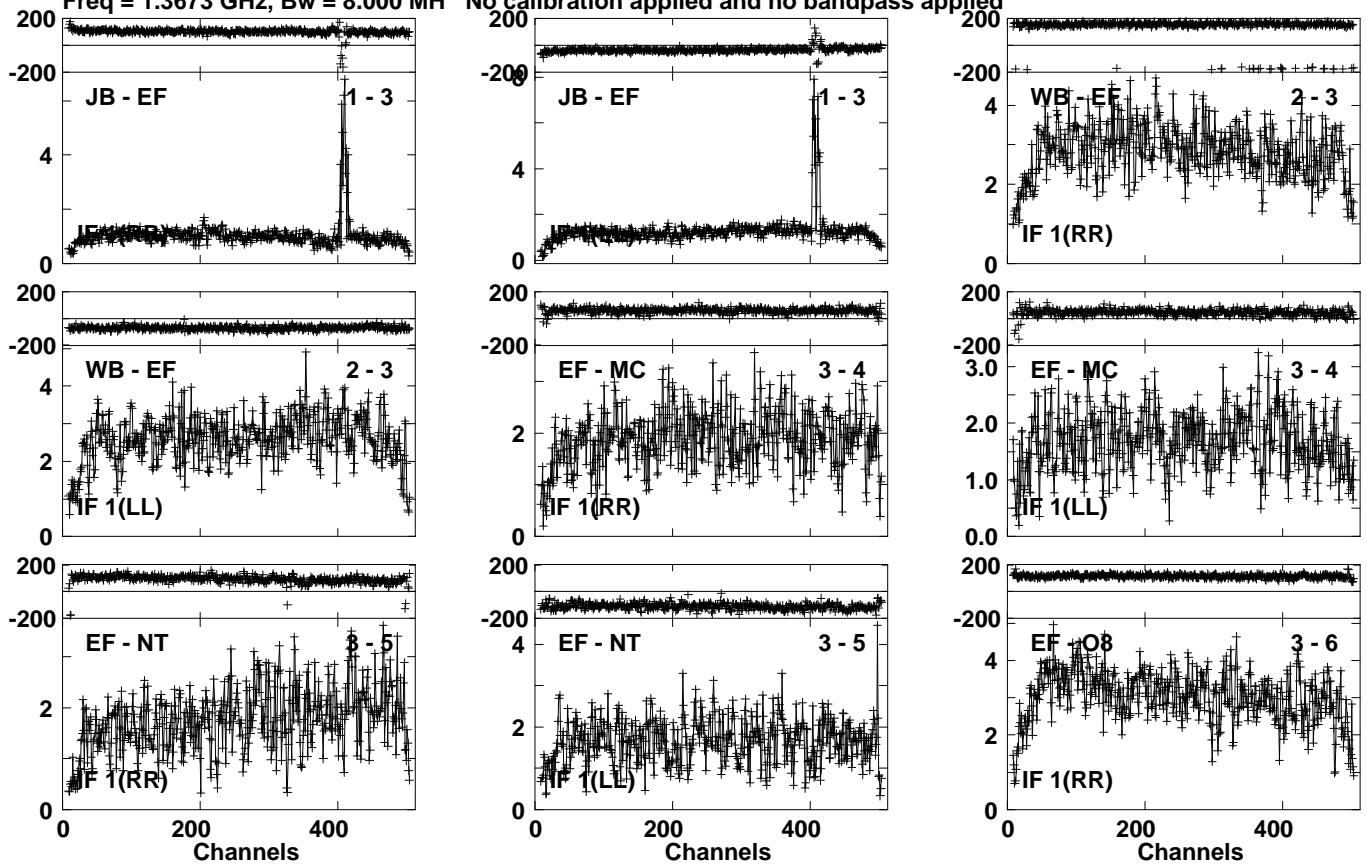 Freq = 1.3673 GHz, Bw = 8.000 MH No calibration applied and no bandpass applied
200
-200
JB - EF 1 - 3
4
0
200
-200
8
JB - EF 1 - 3
4
2
0
IF 1(LL)
200
-200
WB - EF 2 - 3
4
2
0
IF 1(RR)
200
-200
WB - EF 2 - 3
4
2
0
IF 1(LL)
200
-200
EF - MC 3 - 4
2
0
IF 1(RR)
200
-200
EF - MC 3 - 4
3.0
2.0
1.0
0.0
IF 1(LL)
200
-200
EF - NT 3 - 5
2
0
IF 1(RR)
0 200 400
Channels
200
-200
EF - NT 3 - 5
4
2
0
IF 1(LL)
0 200 400
Channels
200
-200
EF - O8 3 - 6
4
2
0
IF 1(RR)
0 200 400
Channels